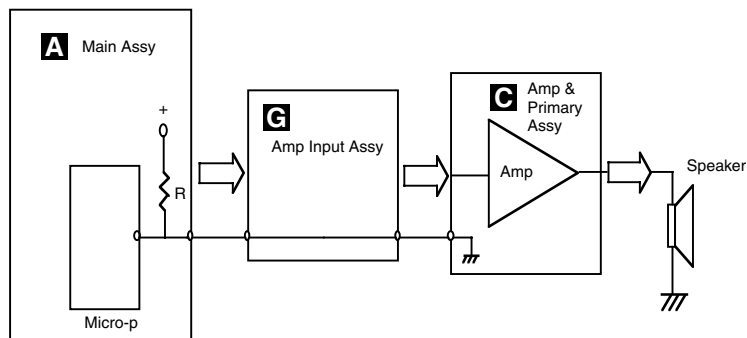 A Main Assy
+
R
Micro-p
G
Amp Input Assy
C Amp &
Primary
Assy
Amp
Speaker